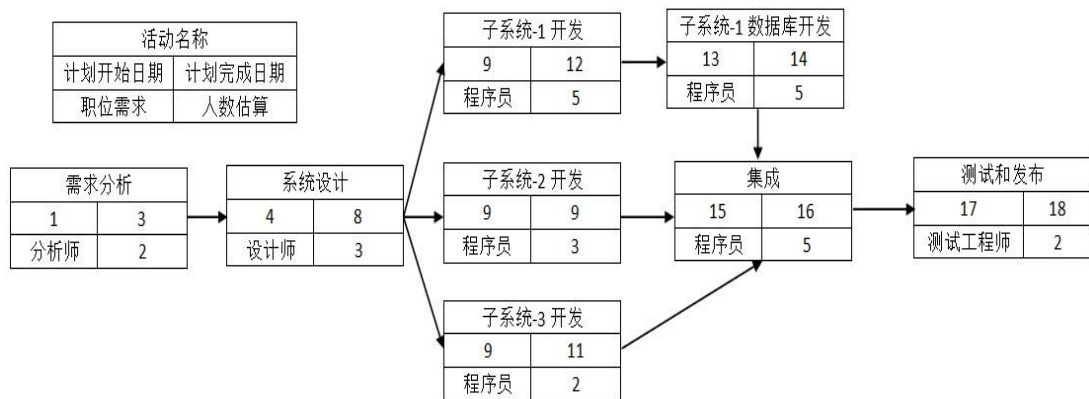 活动名称
计划开始日期 计划完成日期
职位需求 人数估算
需求分析
1 3
分析师 2
系统设计
4 8
设计师 3
子系统-1 开发
9 12
程序员 5
子系统-1 数据库开发
13 14
程序员 5
子系统-2 开发
9 9
程序员 3
子系统-3 开发
9 11
程序员 2
集成
15 16
程序员 5
测试和发布
17 18
测试工程师 2